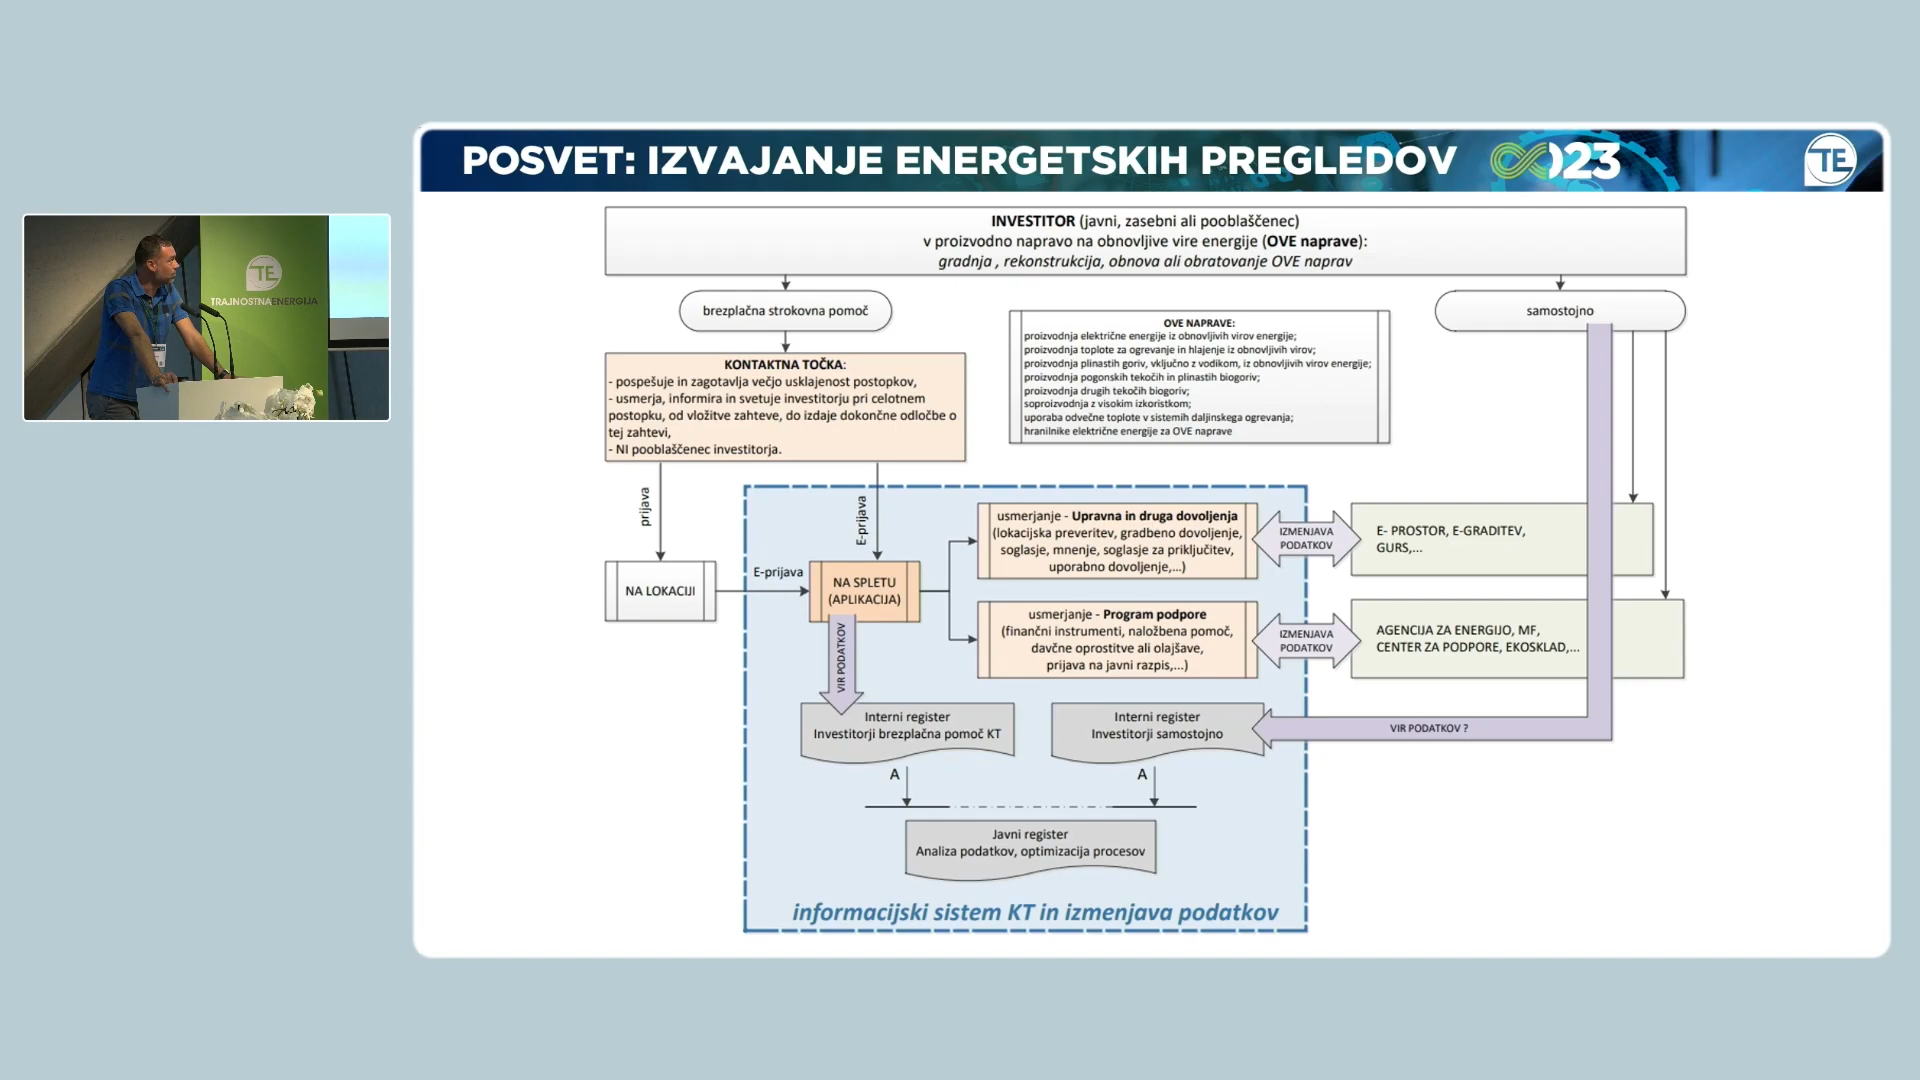 POSVET: IZVAJANJE ENERGETSKIH PREGLEDOV
023
TE
TE
TRAJNOSTNAENERGIJA
INVESTITOR (javni, zasebni ali pooblaščenec)
v proizvodno napravo na obnovljive vire energije (OVE naprave):
gradnja , rekonstrukcija, obnova ali obratovanje OVE naprav
brezplačna strokovna pomoč
samostojno
KONTAKTNA TOČKA:
- pospešuje in zagotavlja večjo usklajenost postopkov,
- usmerja, informira in svetuje investitorju pri celotnem
postopku, od vložitve zahteve, do izdaje dokončne odločbe o
tej zahtevi,
- NI pooblaščenec investitorja.
OVE NAPRAVE:
proizvodnja električne energije iz obnovljivih virov energije;
proizvodnja toplote za ogrevanje in hlajenje iz obnovljivih virov;
proizvodnja plinastih goriv, vključno z vodikom, iz obnovljivih virov energije;
proizvodnja pogonskih tekočih in plinastih biogoriv;
proizvodnja drugih tekočih biogoriv;
soproizvodnja z visokim izkoristkom;
uporaba odvečne toplote v sistemih daljinskega ogrevanja;
hranilnike električne energije za OVE naprave
prijava
E-prijava
NA LOKACIJI
E-prijava
NA SPLETU
(APLIKACIJA)
usmerjanje - Upravna in druga dovoljenja
(lokacijska preveritev, gradbeno dovoljenje,
soglasje, mnenje, soglasje za priključitev,
uporabno dovoljenje,...)
IZMENJAVA
PODATKOV
E- PROSTOR, E-GRADITEV,
GURS,...
usmerjanje - Program podpore
(finančni instrumenti, naložbena pomoč,
davčne oprostitve ali olajšave,
prijava na javni razpis,...)
IZMENJAVA
PODATKOV
AGENCIJA ZA ENERGIJO, MF,
CENTER ZA PODPORE, EKOSKLAD,...
VIR PODATKOV
Interni register
Investitorji brezplačna pomoč KT
Interni register
Investitorji samostojno
VIR PODATKOV ?
A
A
Javni register
Analiza podatkov, optimizacija procesov
informacijski sistem KT in izmenjava podatkov